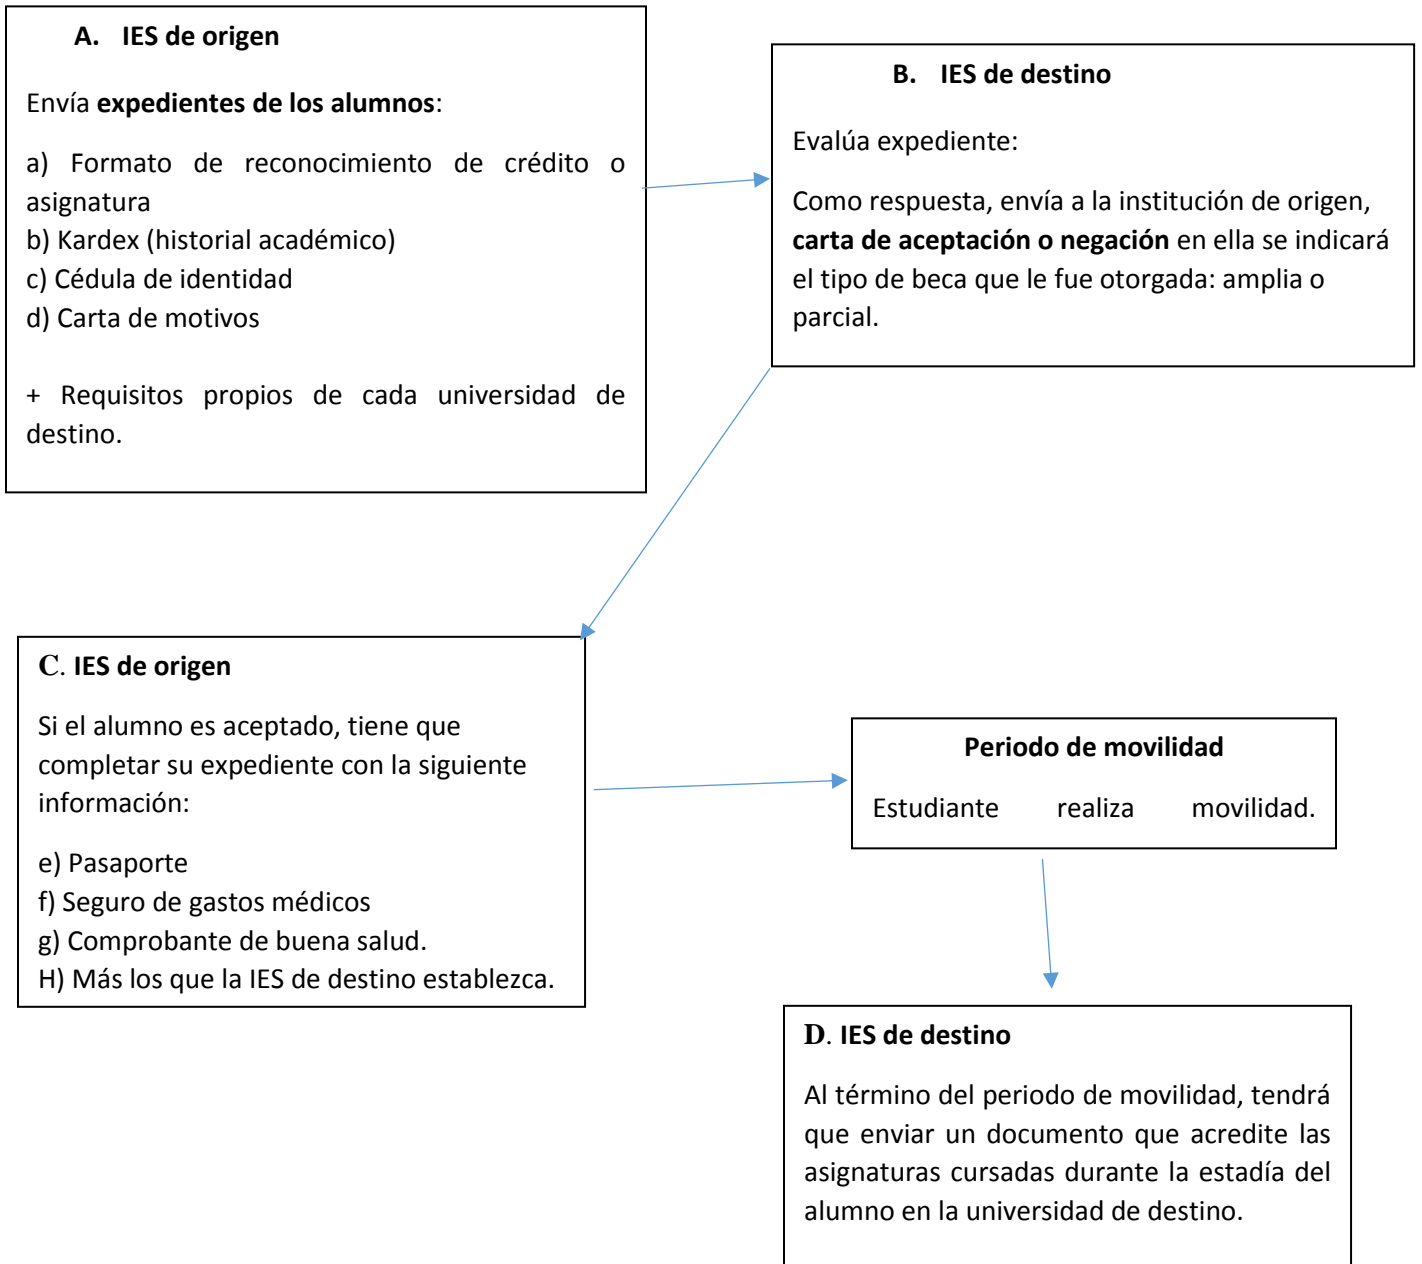 A. IES de origen
Envía expedientes de los alumnos:
a) Formato de reconocimiento de crédito o
asignatura
b) Kardex (historial académico)
c) Cédula de identidad
d) Carta de motivos
+ Requisitos propios de cada universidad de
destino.
B. IES de destino
Evalúa expediente:
Como respuesta, envía a la institución de origen,
carta de aceptación o negación en ella se indicará
el tipo de beca que le fue otorgada: amplia o
parcial.
C. IES de origen
Si el alumno es aceptado, tiene que
completar su expediente con la siguiente
información:
e) Pasaporte
f) Seguro de gastos médicos
g) Comprobante de buena salud.
H) Más los que la IES de destino establezca.
Periodo de movilidad
Estudiante realiza movilidad.
D. IES de destino
Al término del periodo de movilidad, tendrá
que enviar un documento que acredite las
asignaturas cursadas durante la estadía del
alumno en la universidad de destino.